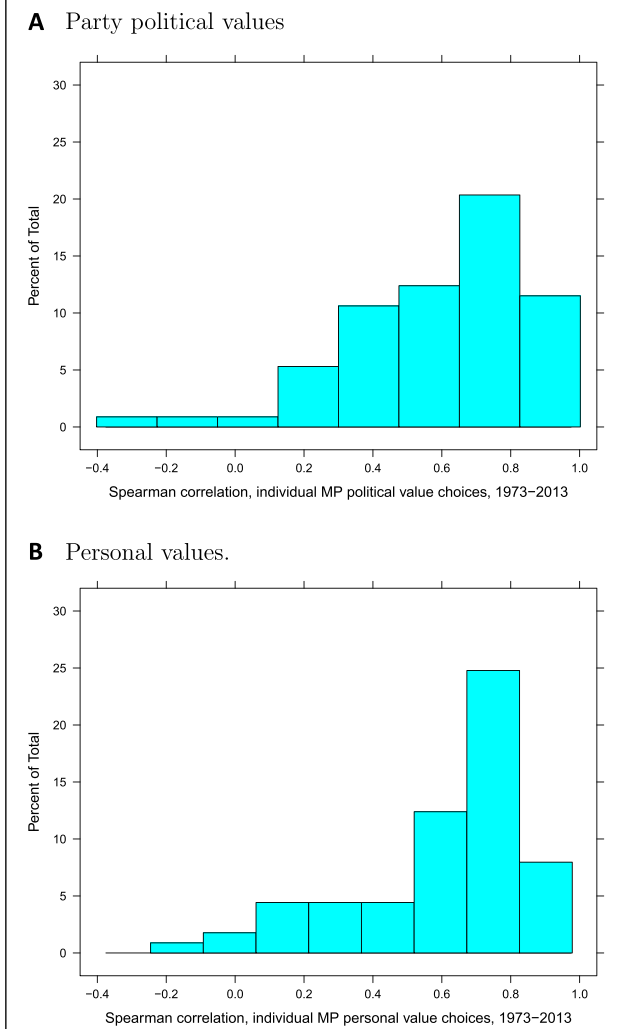 A Party political values
30
25
20
15
10
5
0
Percent of Total
−0.4 −0.2 0.0 0.2 0.4 0.6 0.8 1.0
Spearman correlation, individual MP political value choices, 1973−2013
B Personal values.
30
25
20
15
10
5
0
Percent of Total
−0.4 −0.2 0.0 0.2 0.4 0.6 0.8 1.0
Spearman correlation, individual MP personal value choices, 1973−2013